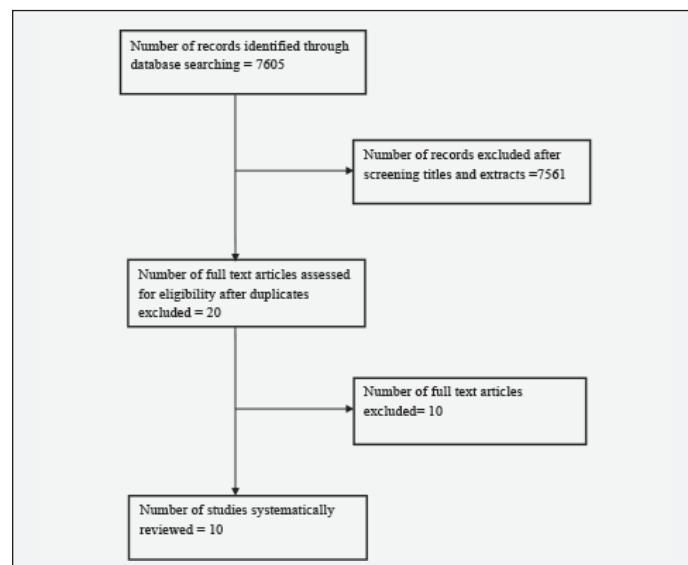 Number of records identified through
database searching = 7605
Number of records excluded after
screening titles and extracts =7561
Number of full text articles assessed
for eligibility after duplicates
excluded = 20
Number of full text articles
excluded= 10
Number of studies systematically
reviewed = 10